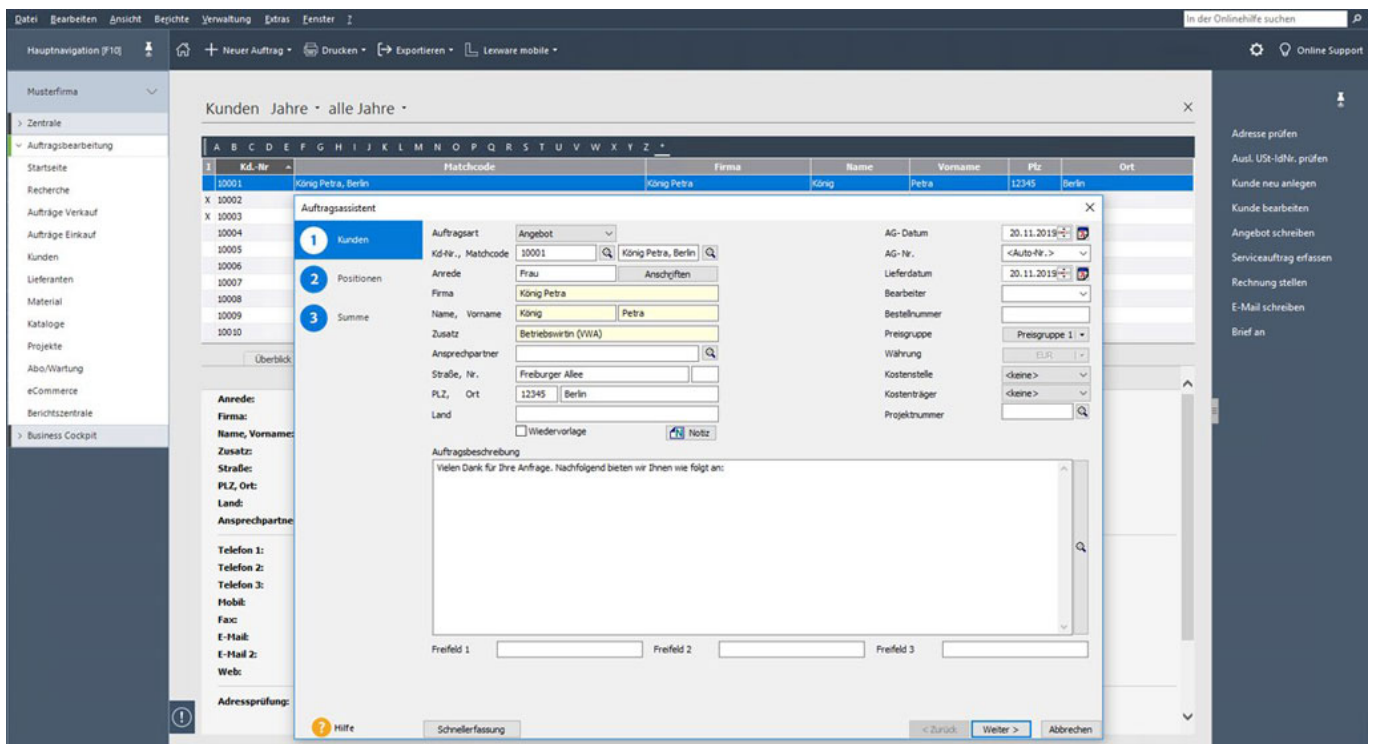 Datei Bearbeiten Ansicht Berichte Verwaltung Extras Fenster ?
In der Onlinehilfe suchen
Hauptnavigation [F10]
Neuer Auftrag
Drucken
Exportieren
Lexware mobile
Online Support
Musterfirma
> Zentrale
Auftragsbearbeitung
Startseite
Recherche
Aufträge Verkauf
Aufträge Einkauf
Kunden
Lieferanten
Material
Kataloge
Projekte
Abo/Wartung
eCommerce
Berichtszentrale
> Business Cockpit
Kunden Jahre - alle Jahre -
A B C D E F G H I J K L M N O P Q R S T U V W X Y Z *
I Kd.-Nr Matchcode Firma Name Vorname Plz Ort
10001 König Petra, Berlin König Petra König Petra 12345 Berlin
X 10002
X 10003
10004
10005
10006
10007
10008
10009
10010
Überblick
Anrede:
Firma:
Name, Vorname:
Zusatz:
Straße:
PLZ, Ort:
Land:
Ansprechpartne
Telefon 1:
Telefon 2:
Telefon 3:
Mobil:
Fax:
E-Mail:
E-Mail 2:
Web:
Adressprüfung:
Auftragsassistent
1 Kunden
2 Positionen
3 Summe
Auftragsart Angebot
Kd-Nr., Matchcode 10001 König Petra, Berlin
Anrede Frau Anschriften
Firma König Petra
Name, Vorname König Petra
Zusatz Betriebswirtin (VWA)
Ansprechpartner
Straße, Nr. Freiburger Allee
PLZ, Ort 12345 Berlin
Land
Wiedervorlage Notiz
AG-Datum 20.11.2019
AG-Nr. <Auto-Nr.>
Lieferdatum 20.11.2019
Bearbeiter
Bestellnummer
Preisgruppe Preisgruppe 1
Währung EUR
Kostenstelle <keine>
Kostenträger <keine>
Projektnummer
Auftragsbeschreibung
Vielen Dank für Ihre Anfrage. Nachfolgend bieten wir Ihnen wie folgt an:
Freifeld 1 Freifeld 2 Freifeld 3
? Hilfe Schnellerfassung < Zurück Weiter > Abbrechen
Adresse prüfen
Ausl. USt-IdNr. prüfen
Kunde neu anlegen
Kunde bearbeiten
Angebot schreiben
Serviceauftrag erfassen
Rechnung stellen
E-Mail schreiben
Brief an